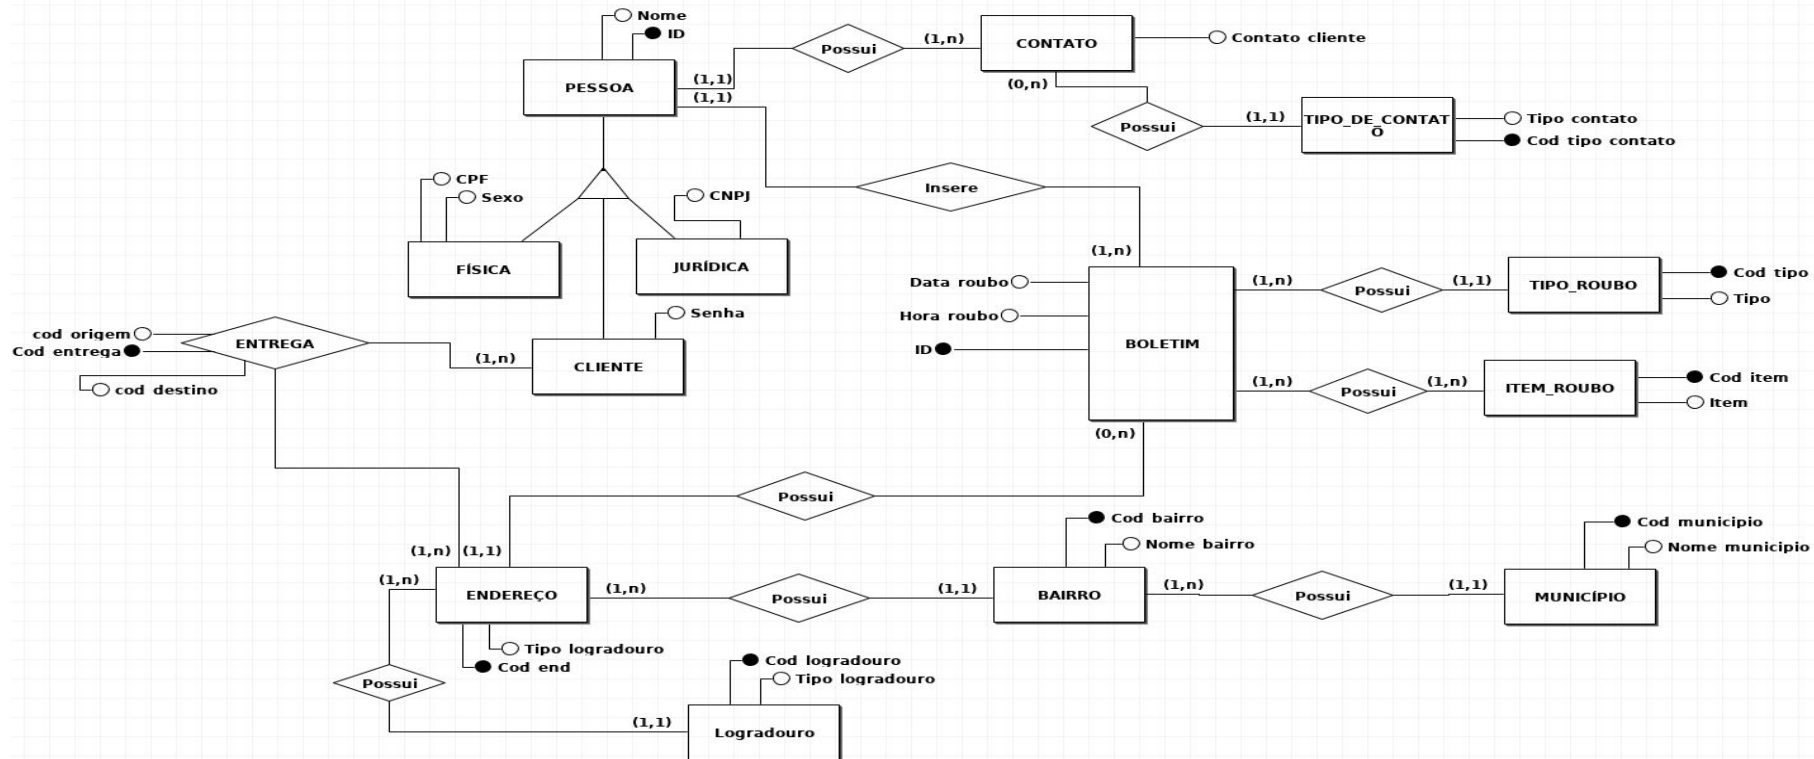 Nome
ID
PESSOA
(1,1)
(1,1)
Possui
(1,n)
CONTATO
Contato cliente
(0,n)
Possui
(1,1)
TIPO_DE_CONTAT
O
Tipo contato
Cod tipo contato
CPF
Sexo
CNPJ
Insere
FÍSICA
JURÍDICA
(1,n)
Data roubo
Hora roubo
ID
BOLETIM
(1,n)
Possui
(1,1)
TIPO_ROUBO
Cod tipo
Tipo
Senha
cod origem
Cod entrega
cod destino
ENTREGA
(1,n)
CLIENTE
(1,n)
Possui
(1,n)
ITEM_ROUBO
Cod item
Item
(0,n)
Possui
(1,n)
(1,1)
(1,n)
ENDEREÇO
(1,n)
Possui
(1,1)
Cod bairro
Nome bairro
BAIRRO
(1,n)
Possui
(1,1)
Cod municipio
Nome municipio
MUNICÍPIO
Tipo logradouro
Cod end
Possui
(1,1)
Cod logradouro
Tipo logradouro
Logradouro